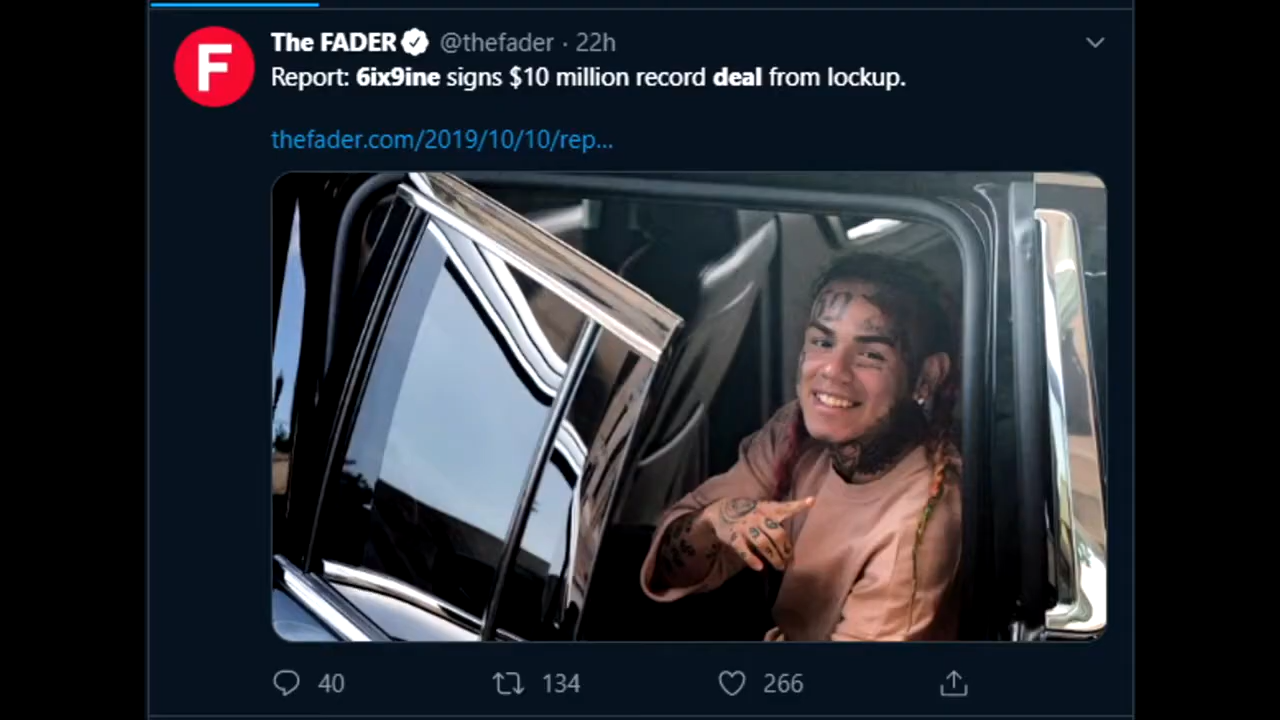 F
The FADER @thefader · 22h
Report: 6ix9ine signs $10 million record deal from lockup.
thefader.com/2019/10/10/rep...
40 134 266